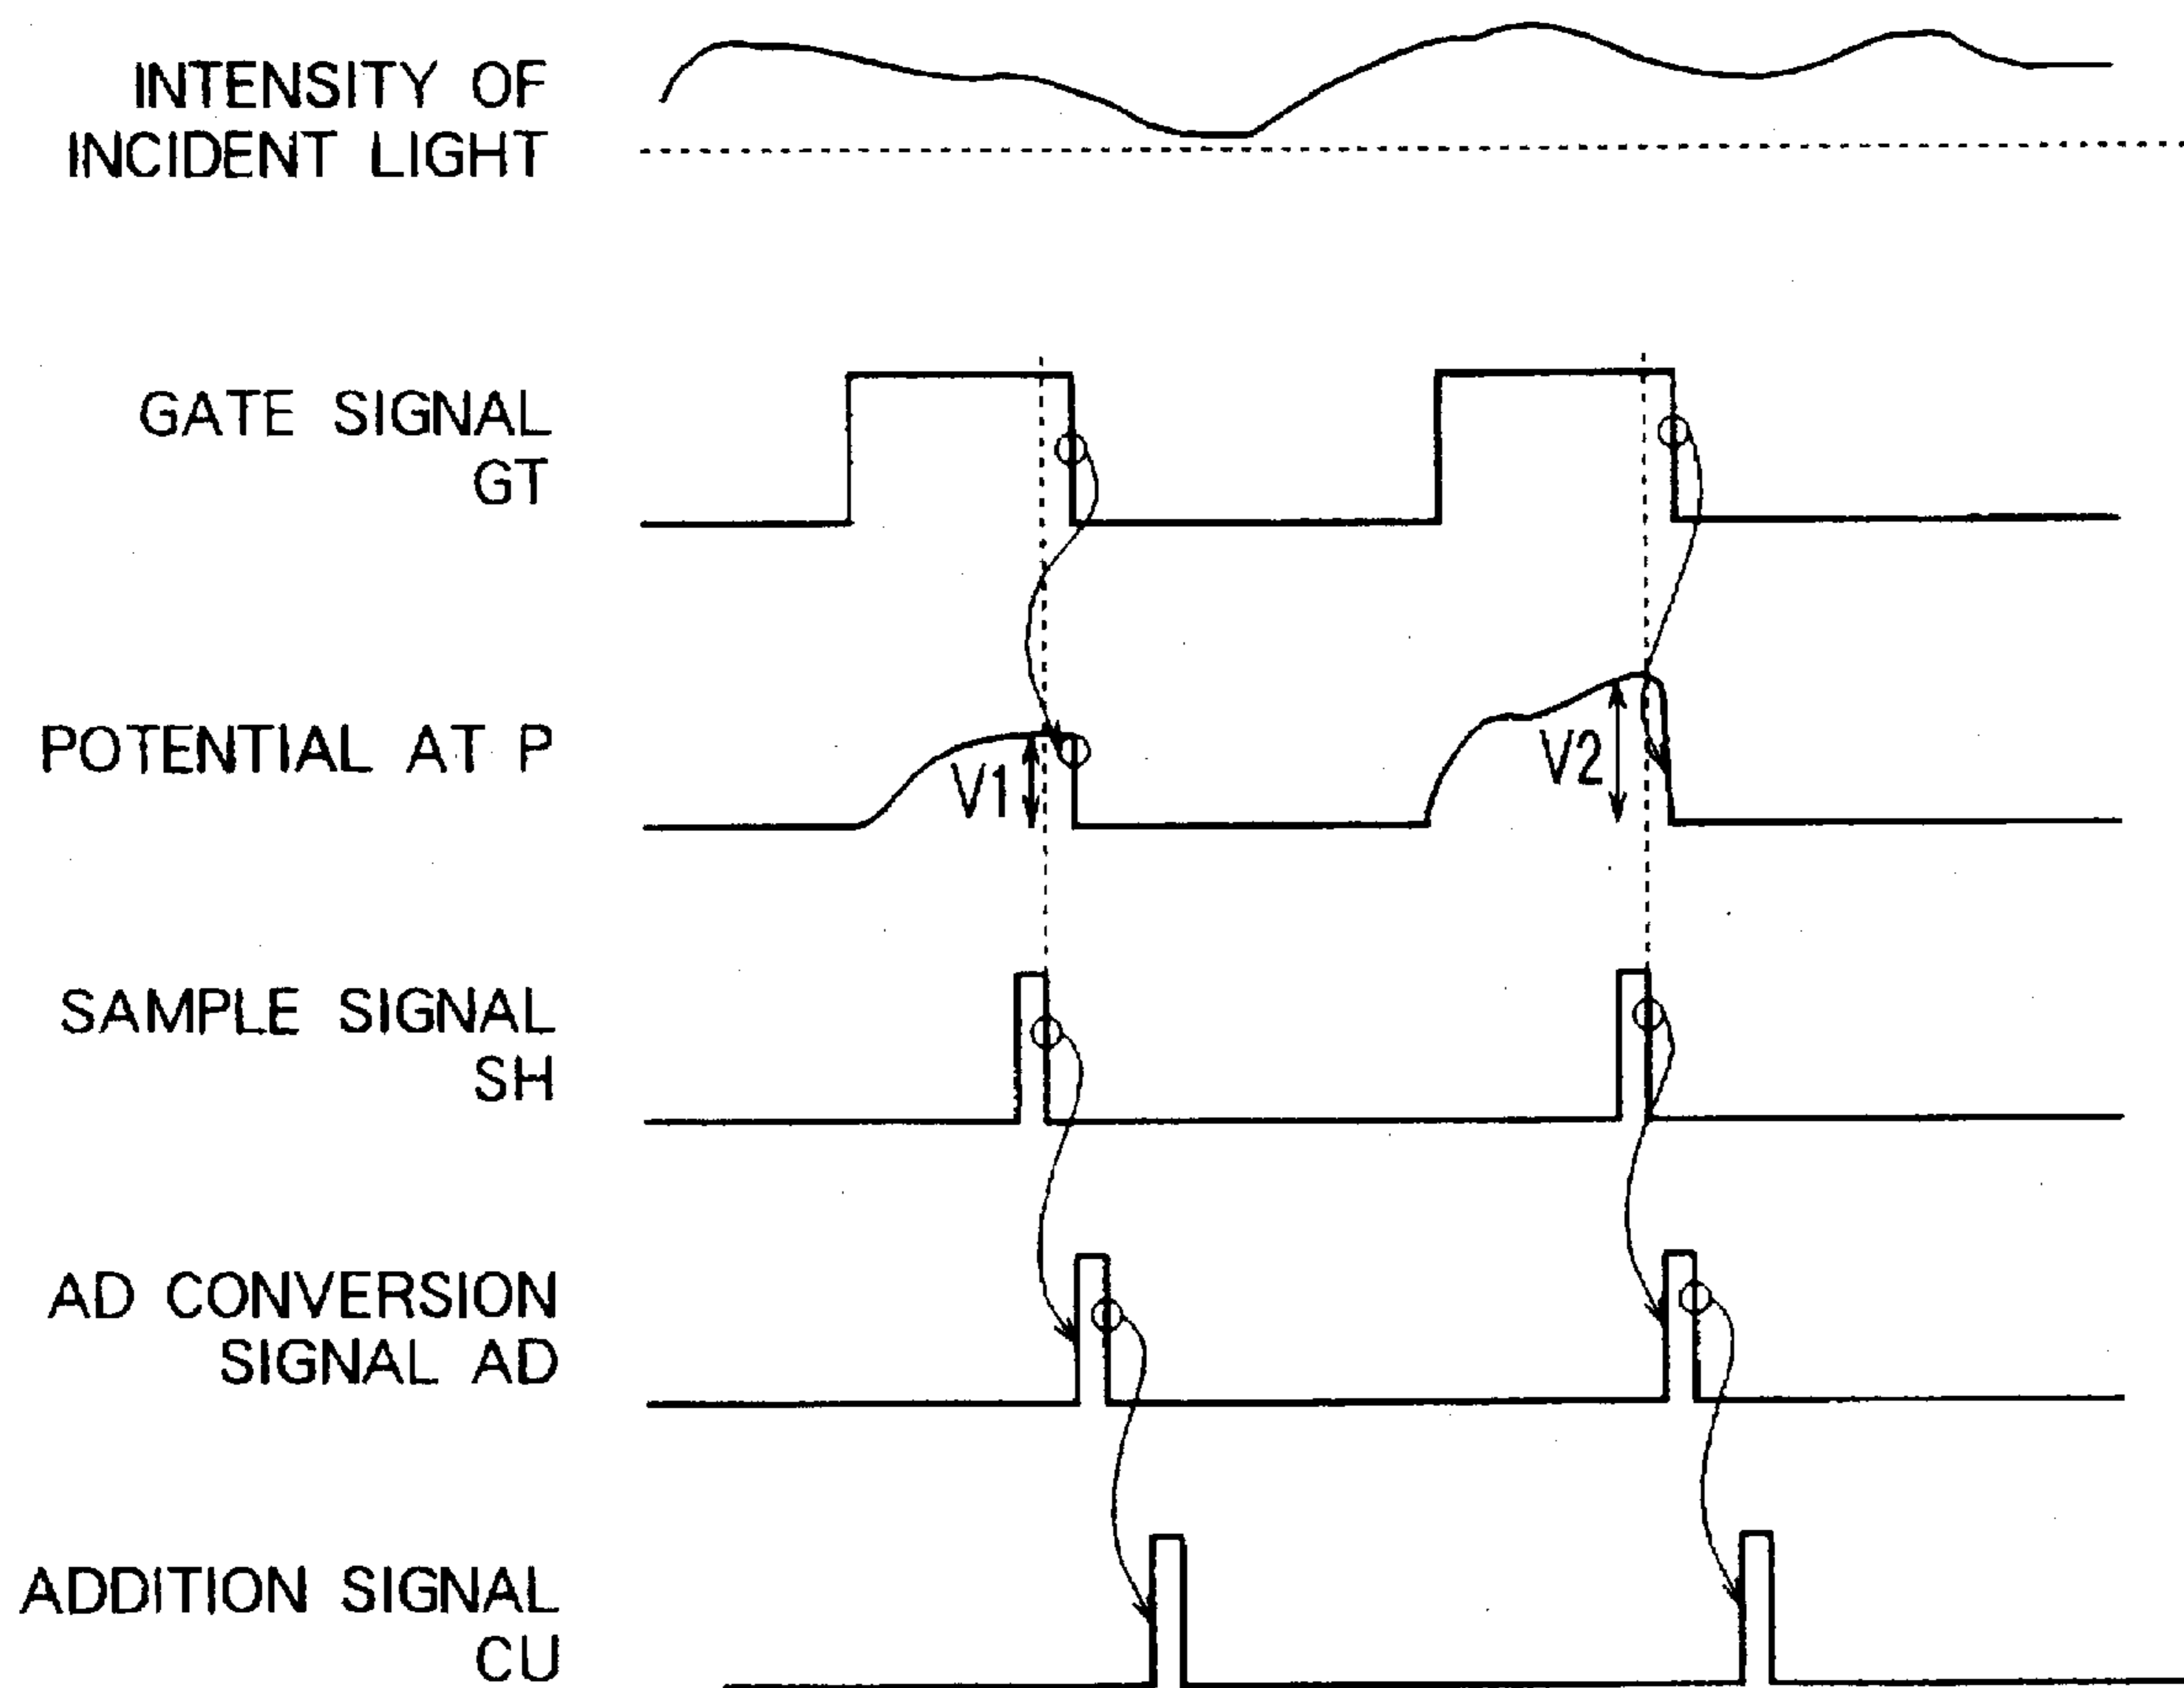 INTENSITY OF
INCIDENT LIGHT
GATE SIGNAL
GT
POTENTIAL AT P
V1
V2
SAMPLE SIGNAL
SH
AD CONVERSION
SIGNAL AD
ADDITION SIGNAL
CU